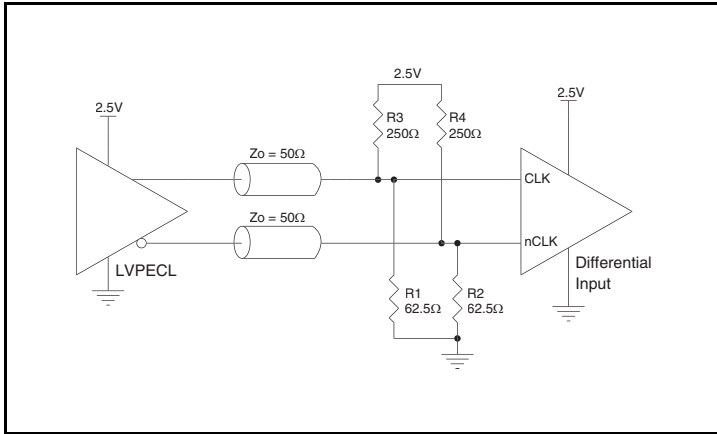 2.5V
2.5V
2.5V
R3
250Ω
R4
250Ω
Zo = 50Ω
CLK
Zo = 50Ω
nCLK
LVPECL
Differential
Input
R1
62.5Ω
R2
62.5Ω